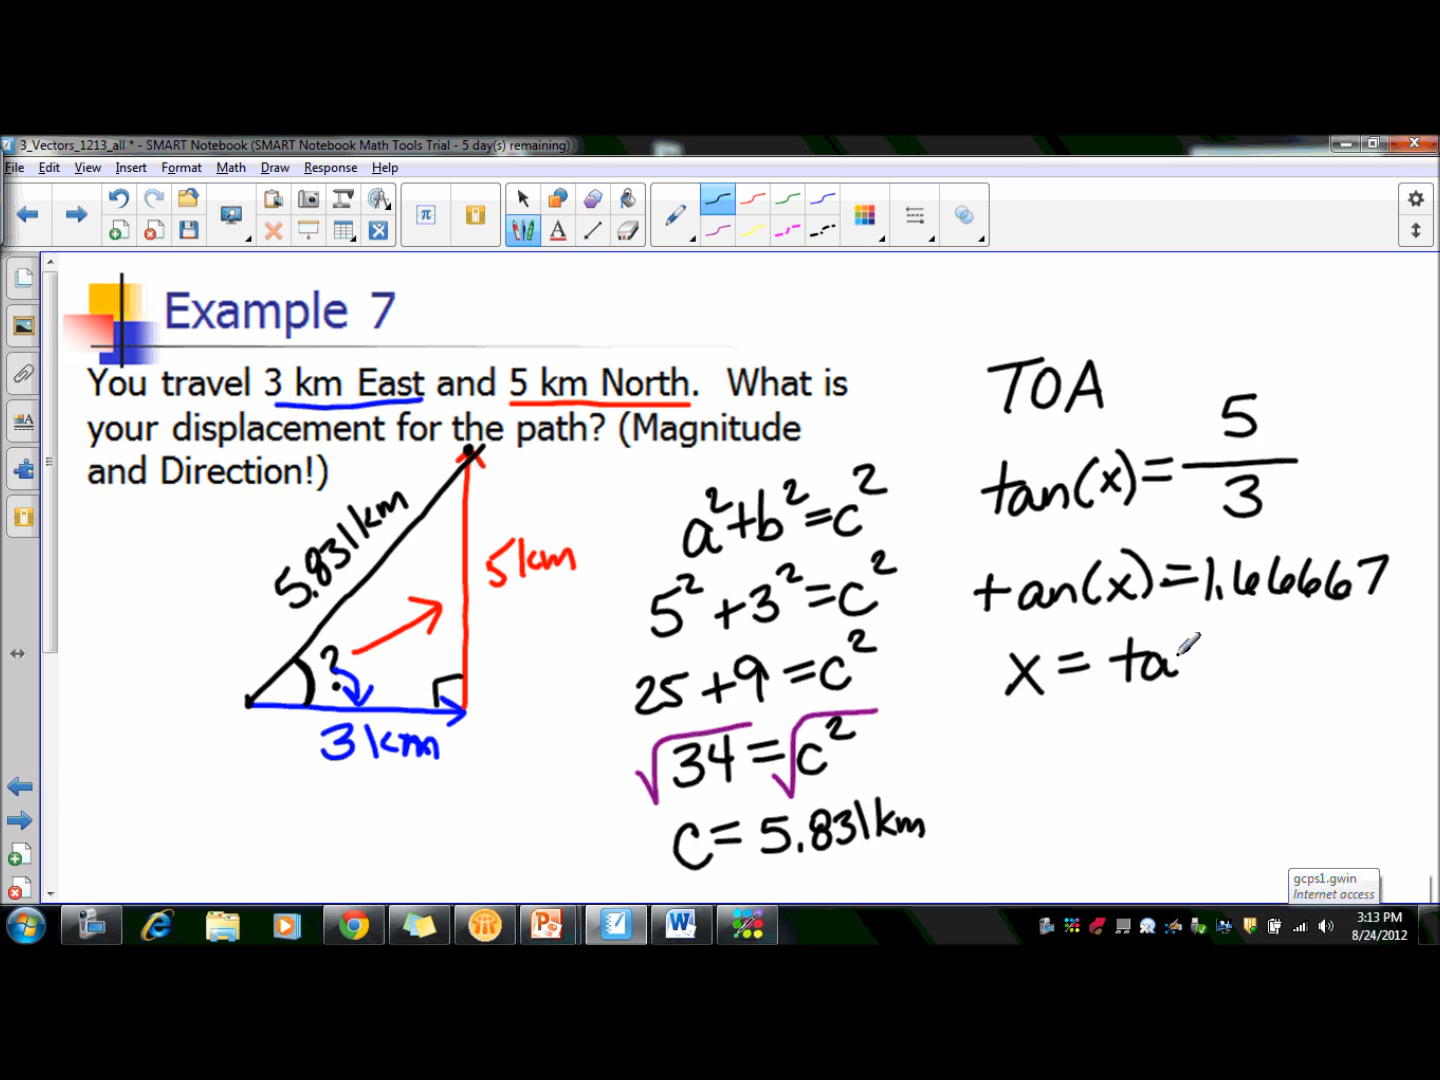 3_Vectors_1213_all * - SMART Notebook (SMART Notebook Math Tools Trial - 5 day(s) remaining)
File Edit View Insert Format Math Draw Response Help
Example 7
You travel 3 km East and 5 km North. What is
your displacement for the path? (Magnitude
and Direction!)
5.831km
5km
?
3km
a²+b²=c²
5²+3²=c²
25+9=c²
√34=√c²
c=5.831km
TOA
tan(x)=5/3
tan(x)=1.66667
x=ta
gcps1.gwin
Internet access
3:13 PM
8/24/2012